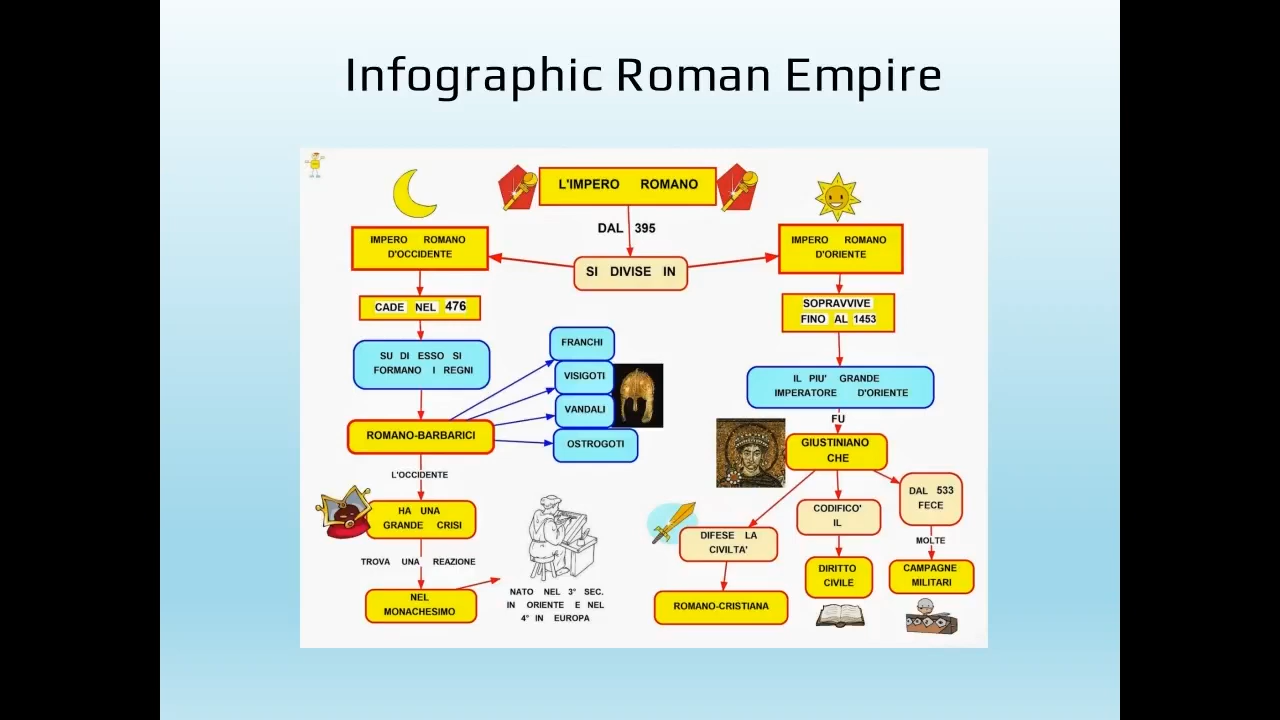 Infographic Roman Empire
L'IMPERO ROMANO
DAL 395
SI DIVISE IN
IMPERO ROMANO
D'OCCIDENTE
CADE NEL 476
SU DI ESSO SI
FORMANO I REGNI
ROMANO-BARBARICI
FRANCHI
VISIGOTI
VANDALI
OSTROGOTI
L'OCCIDENTE
HA UNA
GRANDE CRISI
TROVA UNA REAZIONE
NEL
MONACHESIMO
NATO NEL 3° SEC.
IN ORIENTE E NEL
4° IN EUROPA
IMPERO ROMANO
D'ORIENTE
SOPRAVVIVE
FINO AL 1453
IL PIU' GRANDE
IMPERATORE D'ORIENTE
FU
GIUSTINIANO
CHE
DIFESE LA
CIVILTA'
ROMANO-CRISTIANA
CODIFICO'
IL
DIRITTO
CIVILE
DAL 533
FECE
MOLTE
CAMPAGNE
MILITARI